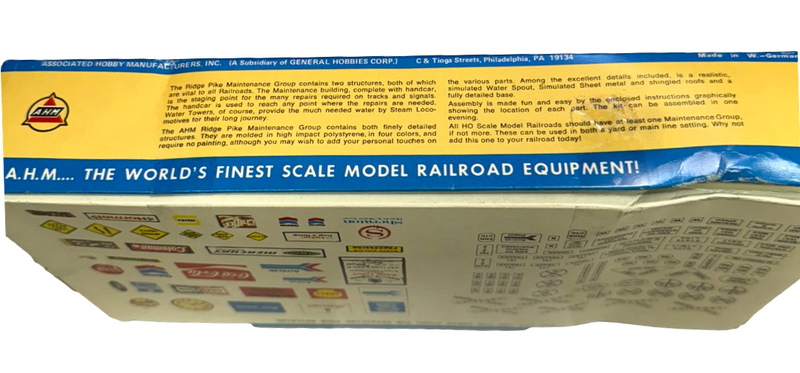 ASSOCIATED HOBBY MANUFACTURERS, INC. (A Subsidiary of GENERAL HOBBIES CORP.) C & Tioga Streets, Philadelphia, PA 19134 Made in W.-German
AHM
The Ridge Pike Maintenance Group contains two structures, both of which
are vital to all Railroads. The Maintenance building, complete with handcar,
is the staging point for the many repairs required on tracks and signals.
The handcar is used to reach any point where the repairs are needed.
Water Towers, of course, provide the much needed water by Steam Loco-
motives for their long journey.
The AHM Ridge Pike Maintenance Group contains both finely detailed
structures. They are molded in high impact polystyrene, in four colors, and
require no painting, although you may wish to add your personal touches on
the various parts. Among the excellent details included, is a realistic,
simulated Water Spout, Simulated Sheet metal and shingled roofs and a
fully detailed base.
Assembly is made fun and easy by the enclosed instructions graphically
showing the location of each part. The kit can be assembled in one
evening.
All HO Scale Model Railroads should have at least one Maintenance Group,
if not more. These can be used in both a yard or main line setting. Why not
add this to your railroad today!
A.H.M.... THE WORLD'S FINEST SCALE MODEL RAILROAD EQUIPMENT!
Hormel
Coleman
MERCURY
Coca-Cola